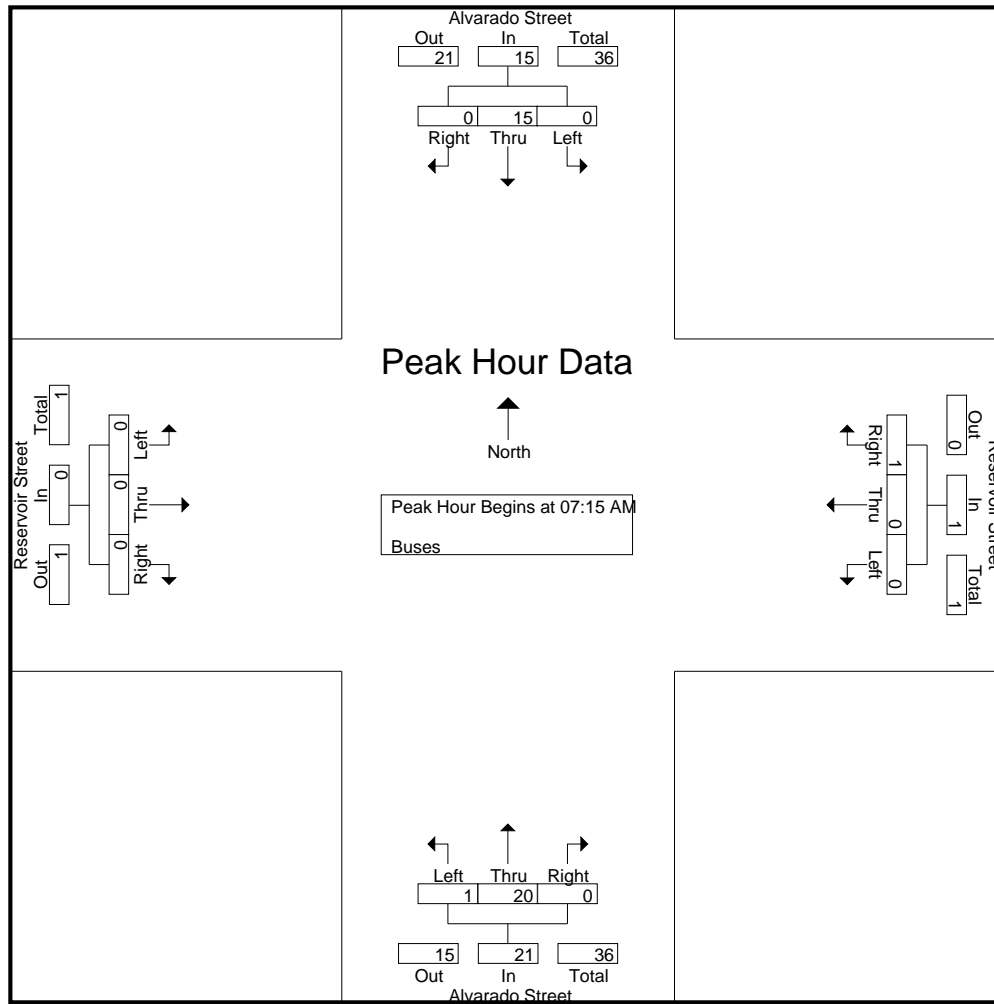 Alvarado Street
Out In Total
21 15 36
0 15 0
Right Thru Left
Peak Hour Data
North
Peak Hour Begins at 07:15 AM
Buses
Reservoir Street
Total In Out
1 0 1
0 0 0
Left Thru Right
Right Thru Left
1 0 0
0 1 1
Out In Total
Reservoir Street
Left Thru Right
1 20 0
15 21 36
Out In Total
Alvarado Street